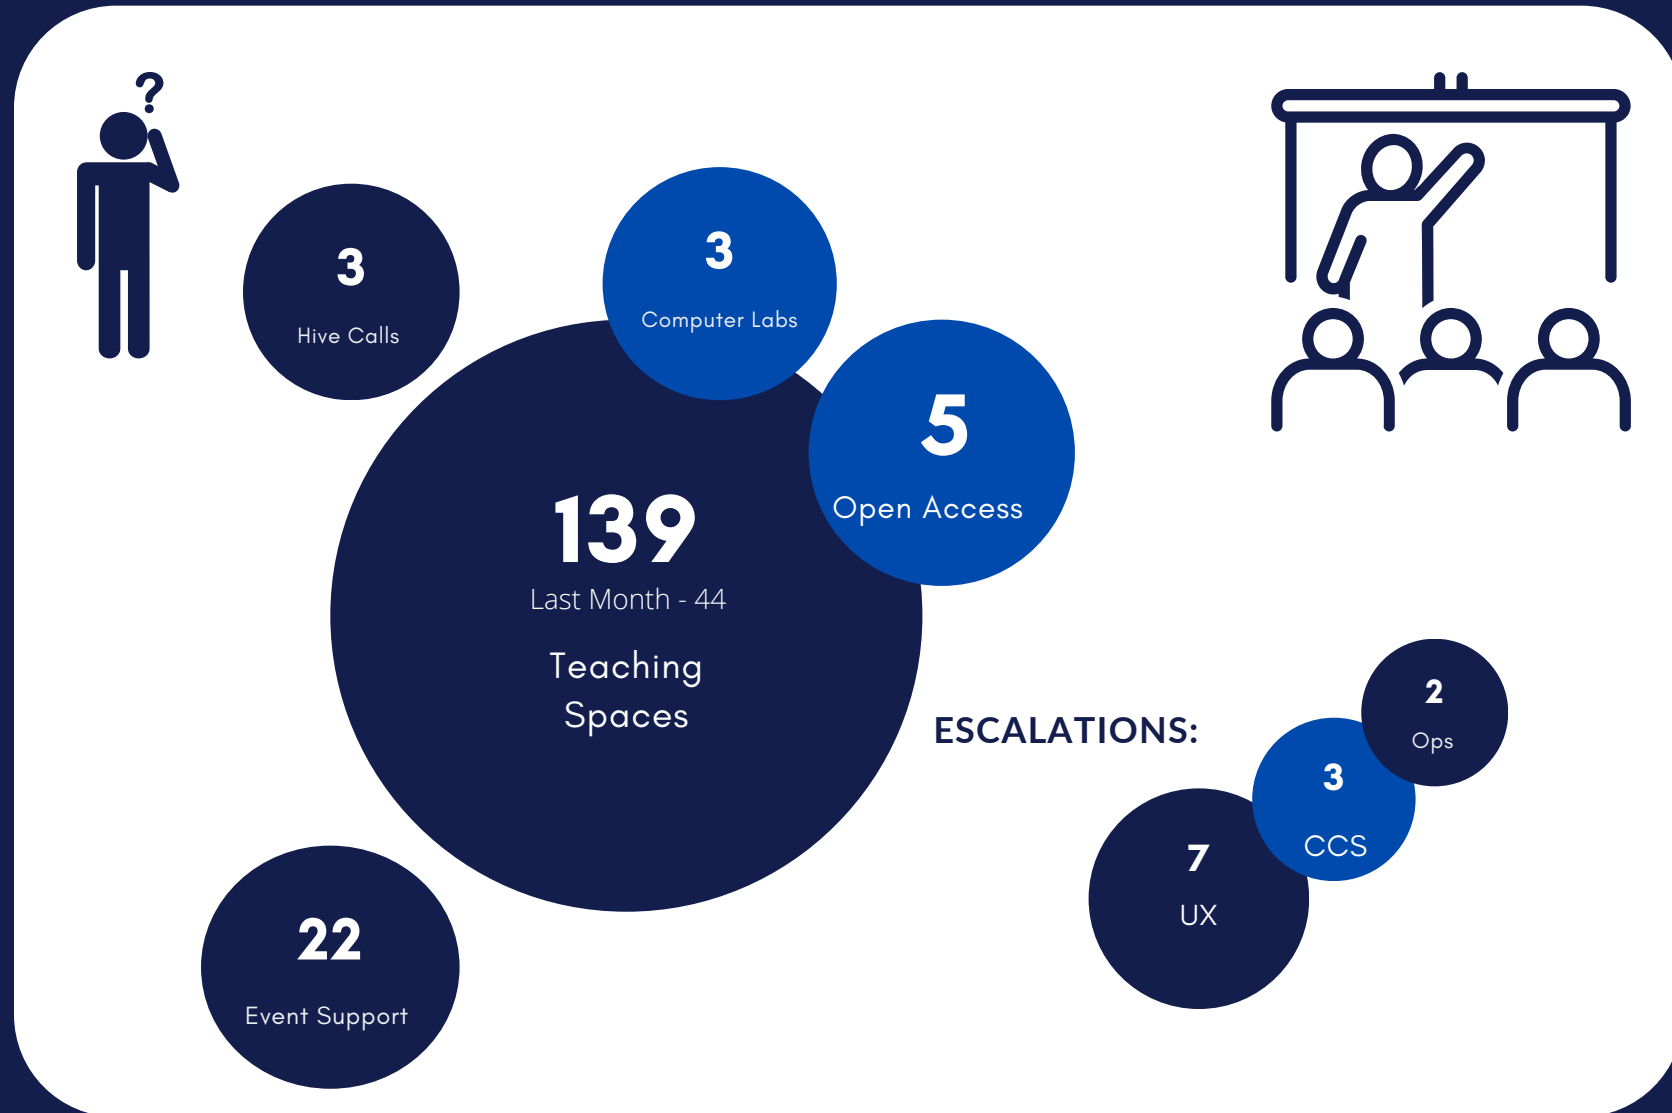 ?
3
Hive Calls
3
Computer Labs
5
Open Access
139
Last Month - 44
Teaching
Spaces
22
Event Support
ESCALATIONS:
2
Ops
3
CCS
7
UX